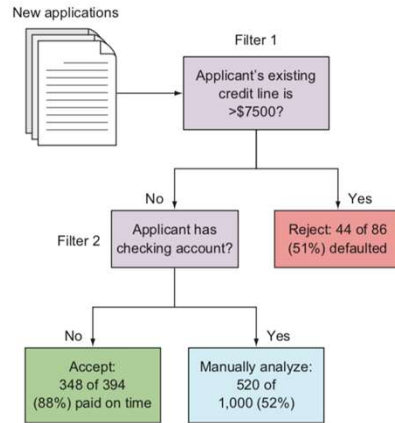 New applications
Filter 1
Applicant's existing
credit line is
>$7500?
No
Yes
Filter 2
Applicant has
checking account?
Reject: 44 of 86
(51%) defaulted
No
Yes
Accept:
348 of 394
(88%) paid on time
Manually analyze:
520 of
1,000 (52%)